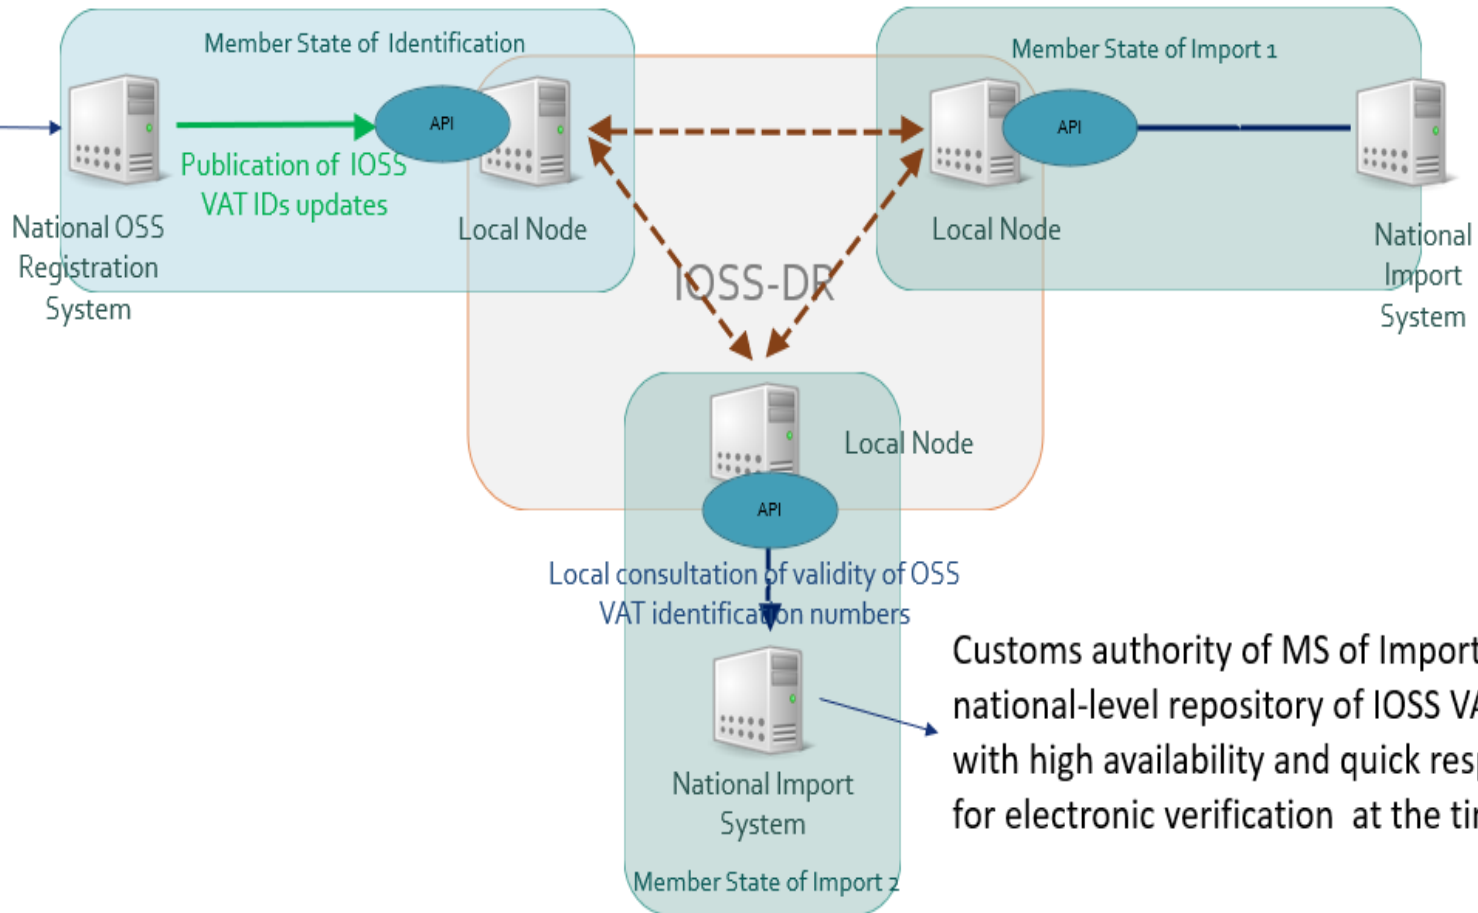 Member State of Identification
Member State of Import 1
API
API
Publication of IOSS
VAT IDs updates
National OSS
Registration
System
Local Node
Local Node
National
Import
System
IOSS-DR
Local Node
API
Local consultation of validity of OSS
VAT identification numbers
National Import
System
Member State of Import 2
Customs authority of MS of Import
national-level repository of IOSS
with high availability and quick
for electronic verification at the